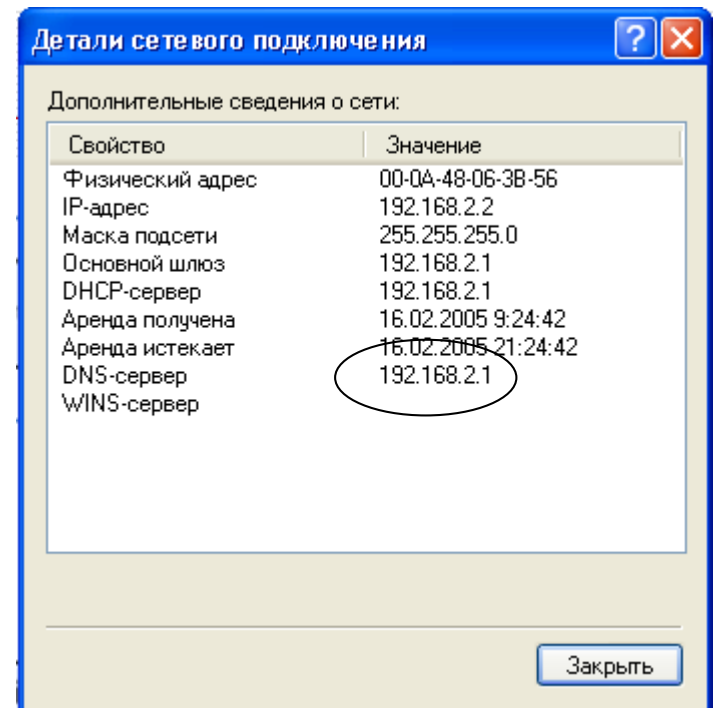 Детали сетевого подключения
Дополнительные сведения о сети:
Свойство Значение
Физический адрес 00-0A-48-06-3B-56
IP-адрес 192.168.2.2
Маска подсети 255.255.255.0
Основной шлюз 192.168.2.1
DHCP-сервер 192.168.2.1
Аренда получена 16.02.2005 9:24:42
Аренда истекает 16.02.2005 21:24:42
DNS-сервер 192.168.2.1
WINS-сервер
Закрыть